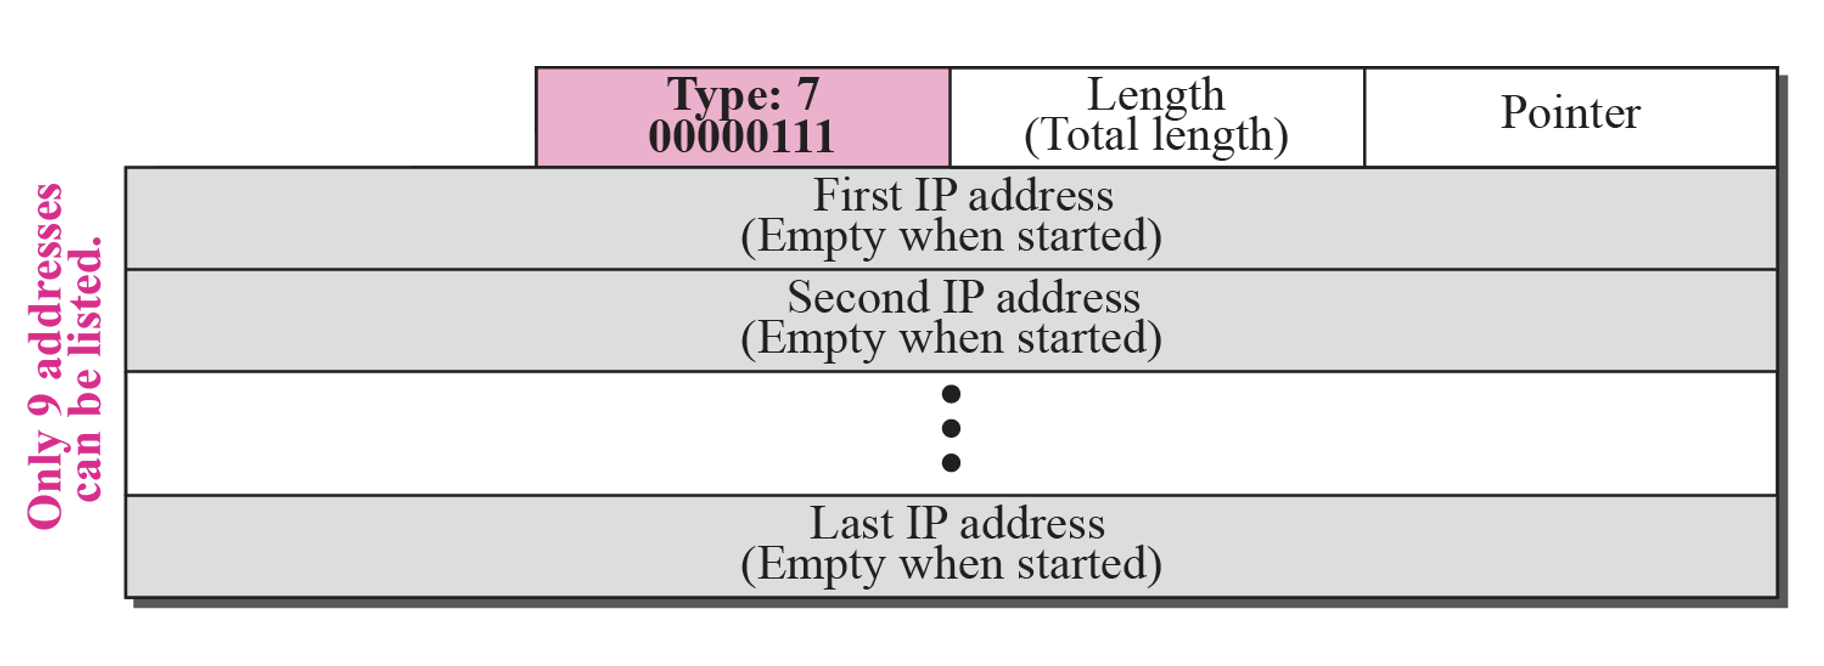 Type: 7
00000111
Length
(Total length)
Pointer
Only 9 addresses
can be listed.
First IP address
(Empty when started)
Second IP address
(Empty when started)
Last IP address
(Empty when started)